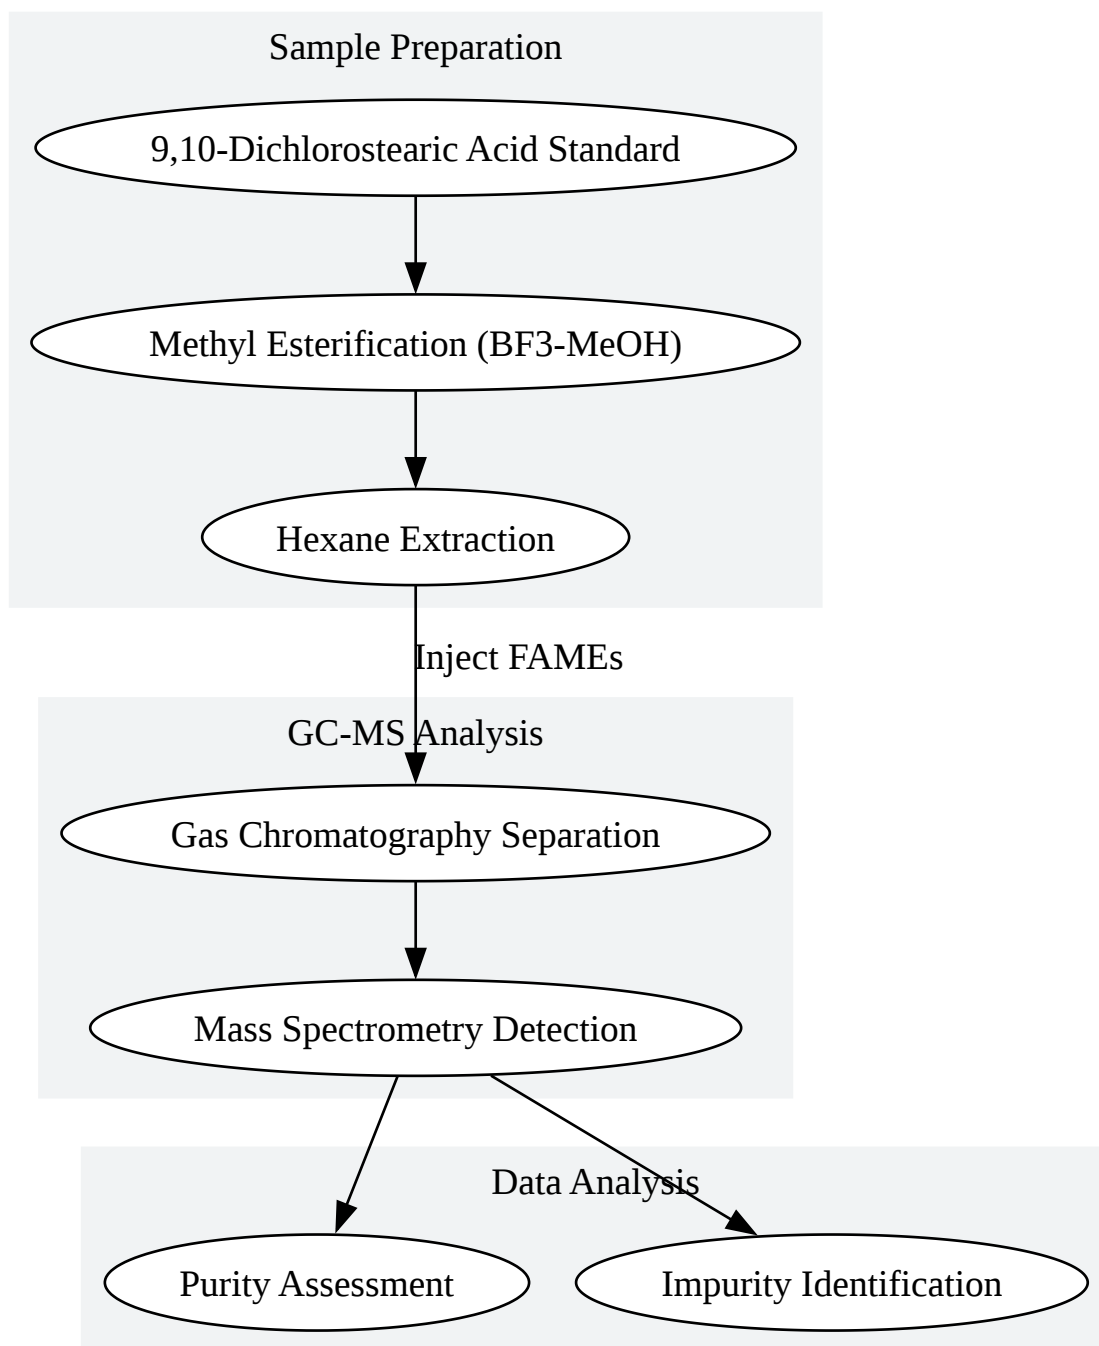 Sample Preparation
9,10-Dichlorostearic Acid Standard
Methyl Esterification (BF3-MeOH)
Hexane Extraction
Inject FAMEs
GC-MS Analysis
Gas Chromatography Separation
Mass Spectrometry Detection
Data Analysis
Purity Assessment
Impurity Identification